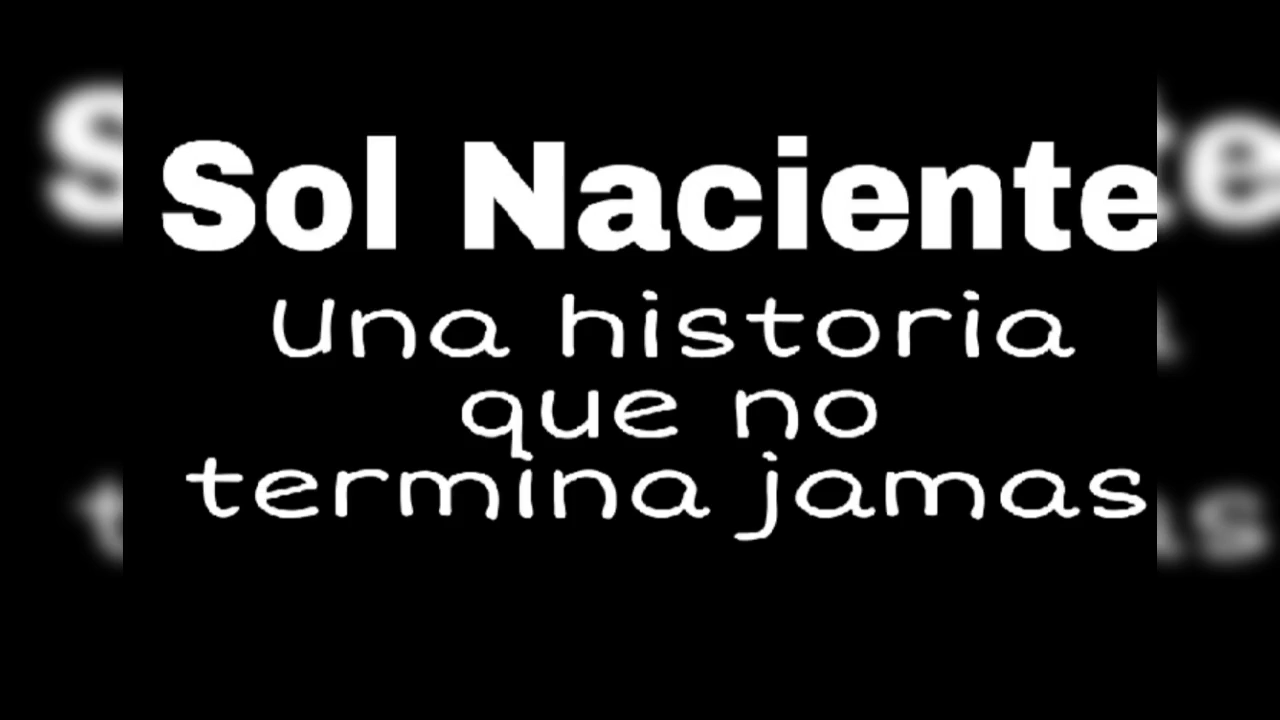 Sol Naciente
Una historia
que no
termina jamas